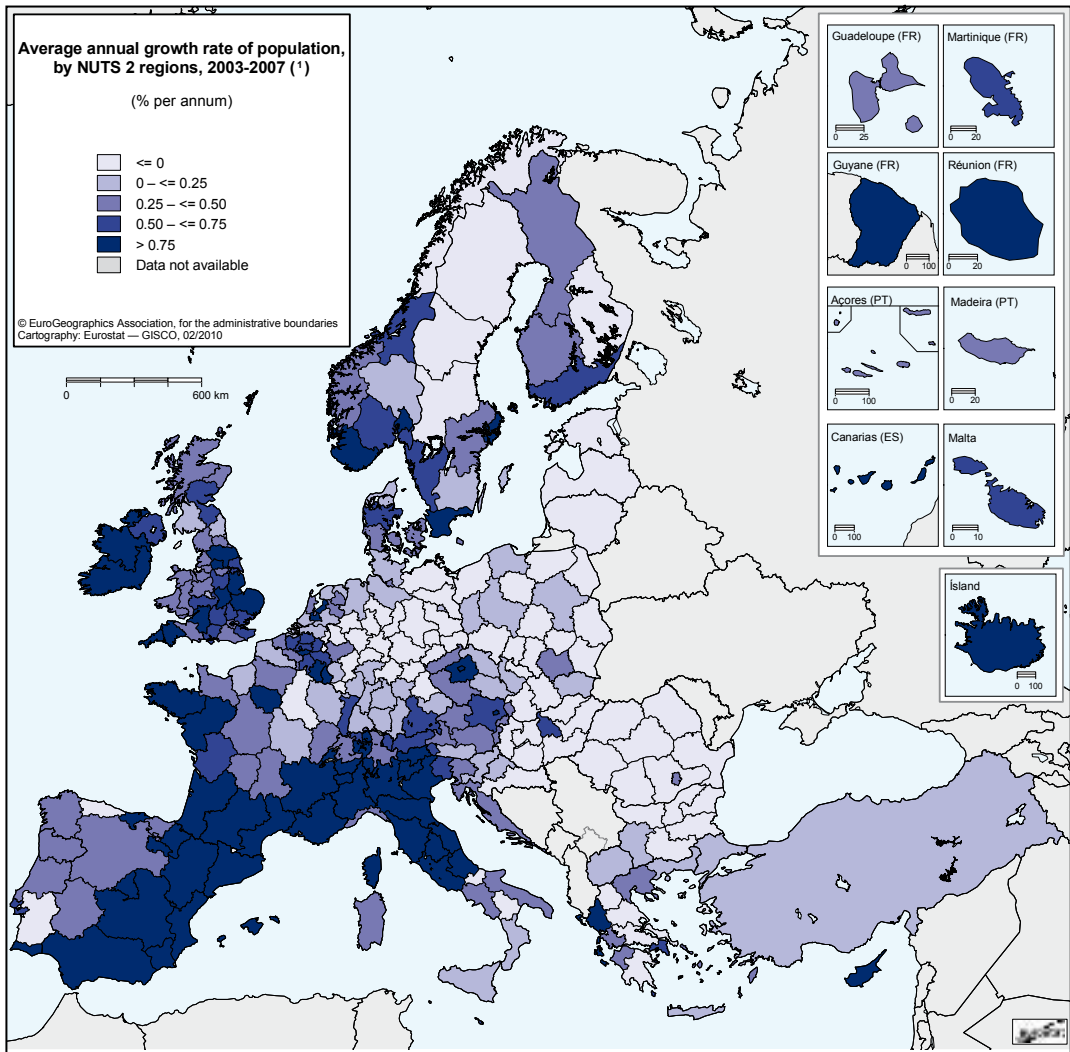 Average annual growth rate of population,
by NUTS 2 regions, 2003-2007 (¹)
(% per annum)
<= 0
0 – <= 0.25
0.25 – <= 0.50
0.50 – <= 0.75
> 0.75
Data not available
© EuroGeographics Association, for the administrative boundaries
Cartography: Eurostat — GISCO, 02/2010
0 600 km
Guadeloupe (FR)
0 25
Martinique (FR)
0 20
Guyane (FR)
0 100
Réunion (FR)
0 20
Açores (PT)
0 100
Madeira (PT)
0 20
Canarias (ES)
0 100
Malta
0 10
Ísland
0 100